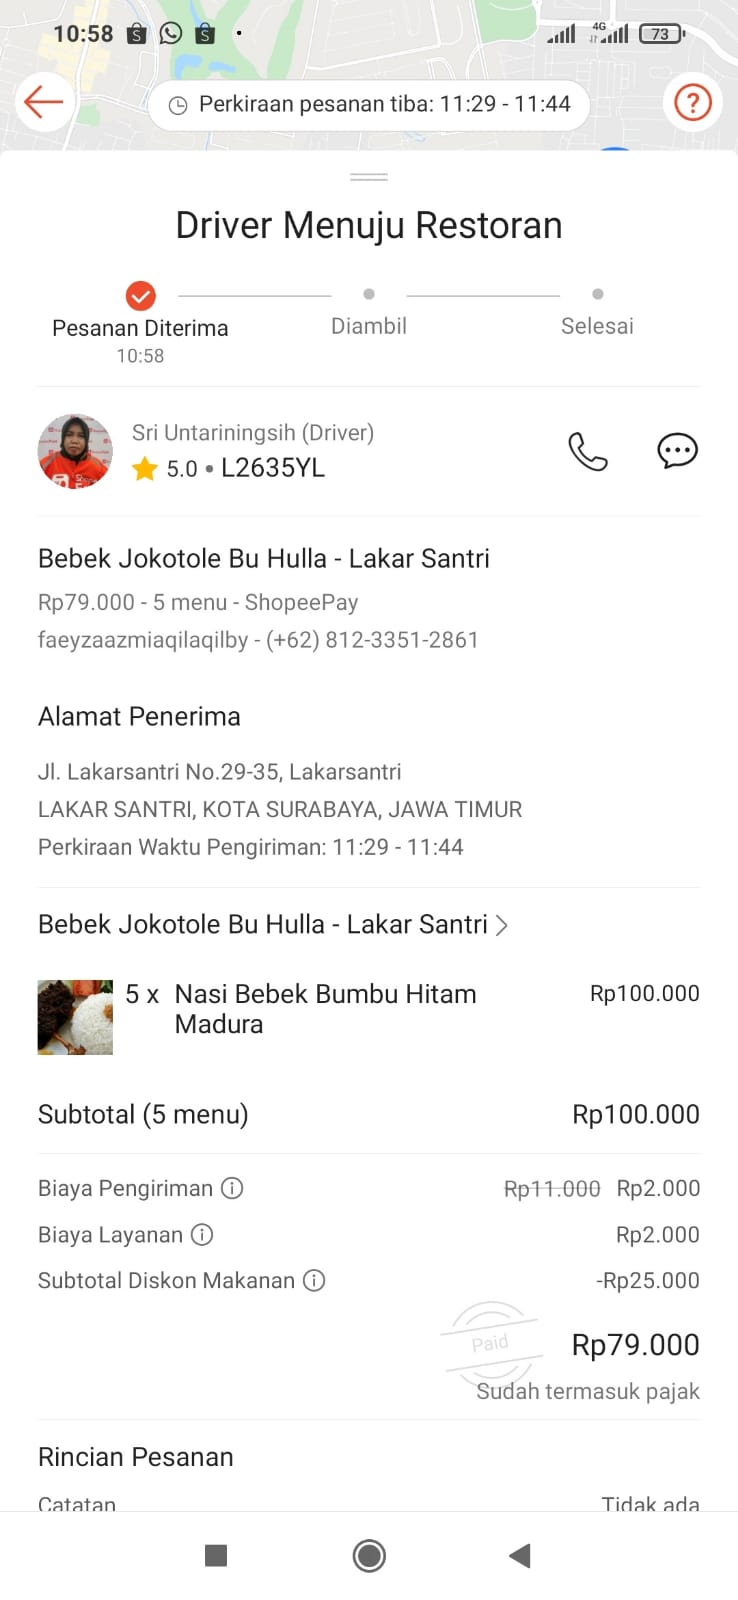 10:58
4G
73
Perkiraan pesanan tiba: 11:29 - 11:44
Driver Menuju Restoran
Pesanan Diterima
10:58
Diambil
Selesai
Sri Untariningsih (Driver)
5.0 • L2635YL
Bebek Jokotole Bu Hulla - Lakar Santri
Rp79.000 - 5 menu - ShopeePay
faeyzaazmiaqilaqilby - (+62) 812-3351-2861
Alamat Penerima
Jl. Lakarsantri No.29-35, Lakarsantri
LAKAR SANTRI, KOTA SURABAYA, JAWA TIMUR
Perkiraan Waktu Pengiriman: 11:29 - 11:44
Bebek Jokotole Bu Hulla - Lakar Santri
5 x Nasi Bebek Bumbu Hitam Rp100.000
Madura
Subtotal (5 menu) Rp100.000
Biaya Pengiriman Rp11.000 Rp2.000
Biaya Layanan Rp2.000
Subtotal Diskon Makanan -Rp25.000
Paid
Rp79.000
Sudah termasuk pajak
Rincian Pesanan
Catatan Tidak ada